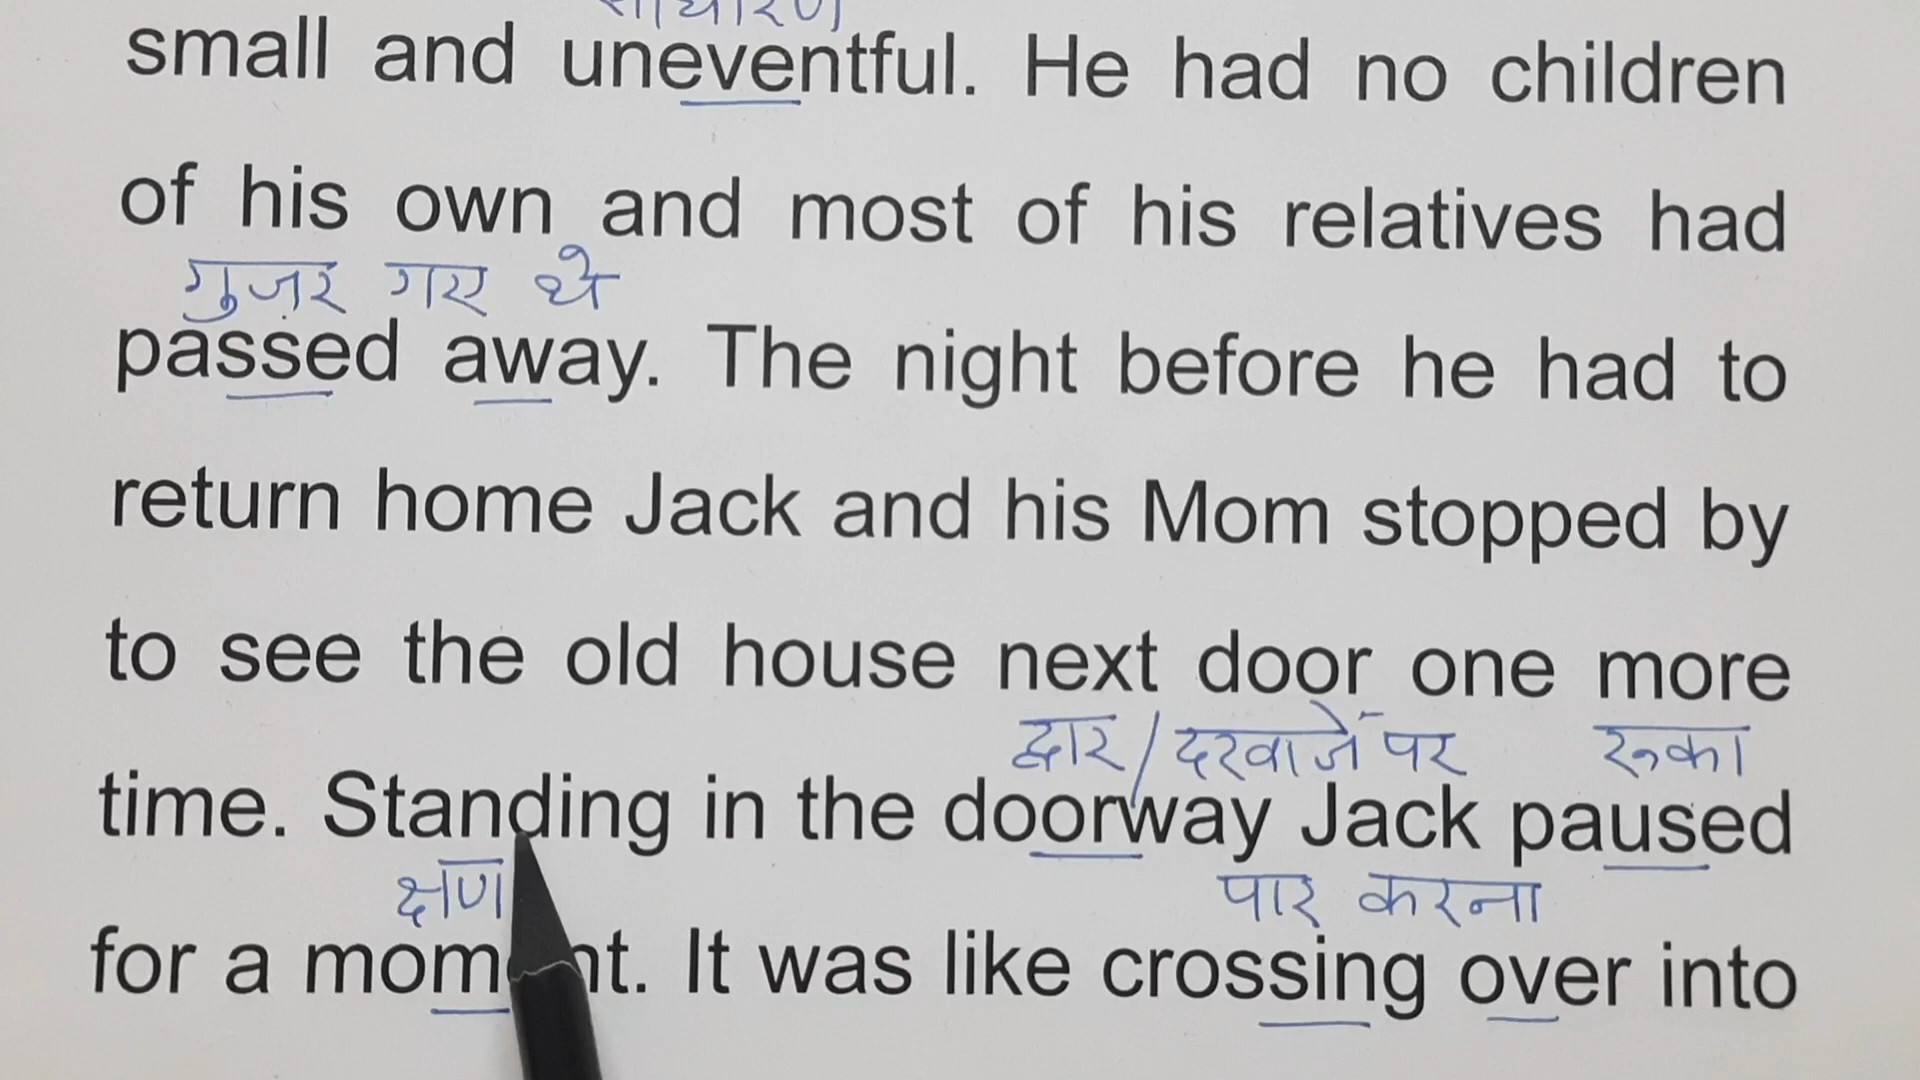 साधारण
small and uneventful. He had no children
of his own and most of his relatives had
गुज़र गए थे
passed away. The night before he had to
return home Jack and his Mom stopped by
to see the old house next door one more
द्वार/दरवाजे पर रुका
time. Standing in the doorway Jack paused
क्षण पार करना
for a moment. It was like crossing over into